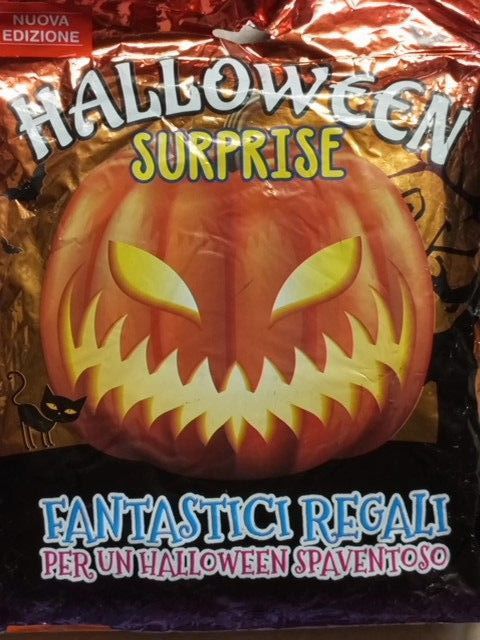 NUOVA
EDIZIONE
HALLOWEEN
SURPRISE
FANTASTICI REGALI
PER UN HALLOWEEN SPAVENTOSO